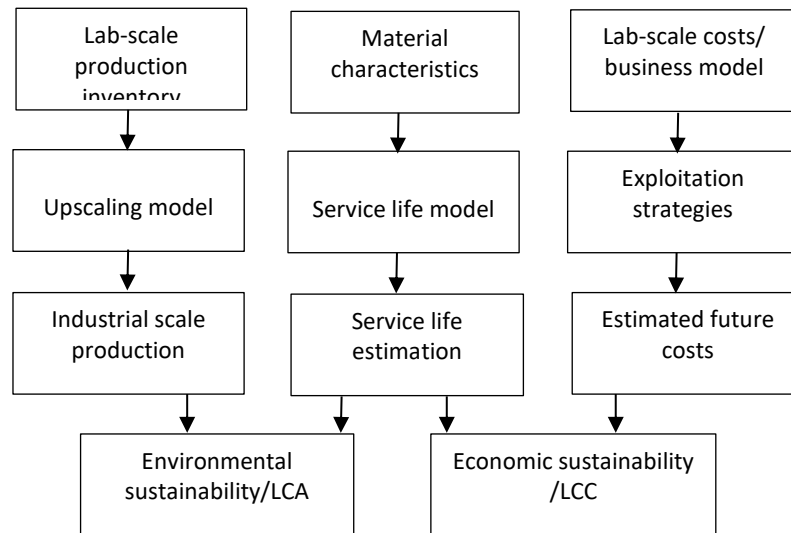 Lab-scale
production
inventory
Material
characteristics
Lab-scale costs/
business model
Upscaling model
Service life model
Exploitation
strategies
Industrial scale
production
Service life
estimation
Estimated future
costs
Environmental
sustainability/LCA
Economic sustainability
/LCC